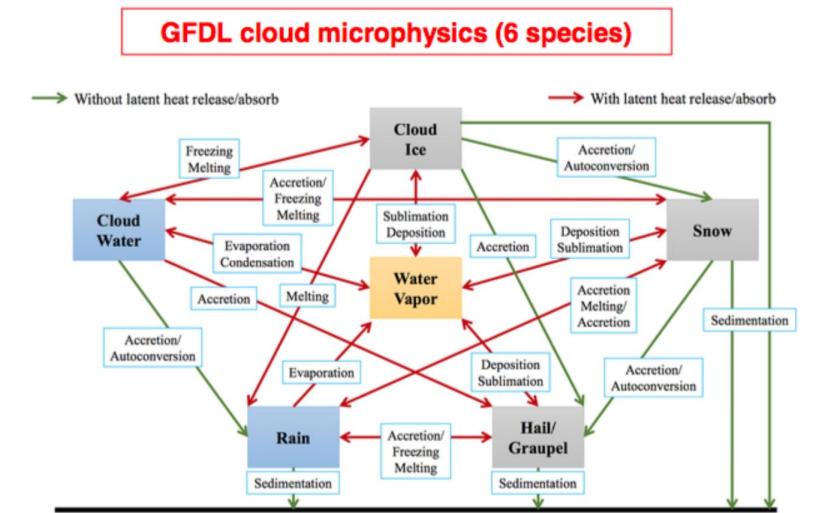 GFDL cloud microphysics (6 species)
Without latent heat release/absorb
With latent heat release/absorb
Cloud
Ice
Freezing
Melting
Accretion/
Autoconversion
Accretion/
Freezing
Melting
Cloud
Water
Sublimation
Deposition
Snow
Evaporation
Condensation
Accretion
Deposition
Sublimation
Water
Vapor
Accretion
Melting
Accretion
Melting/
Accretion
Sedimentation
Accretion/
Autoconversion
Evaporation
Deposition
Sublimation
Accretion/
Autoconversion
Rain
Accretion/
Freezing
Melting
Hail/
Graupel
Sedimentation
Sedimentation